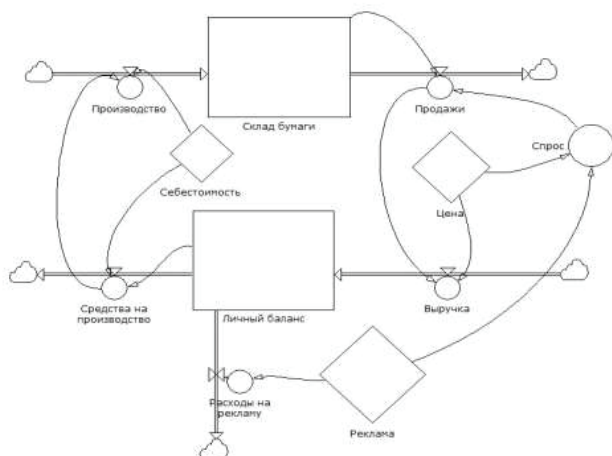 Производство
Склад бумаги
Продажи
Спрос
Себестоимость
Цена
Средства на
производство
Личный баланс
Выручка
Расходы на
рекламу
Реклама